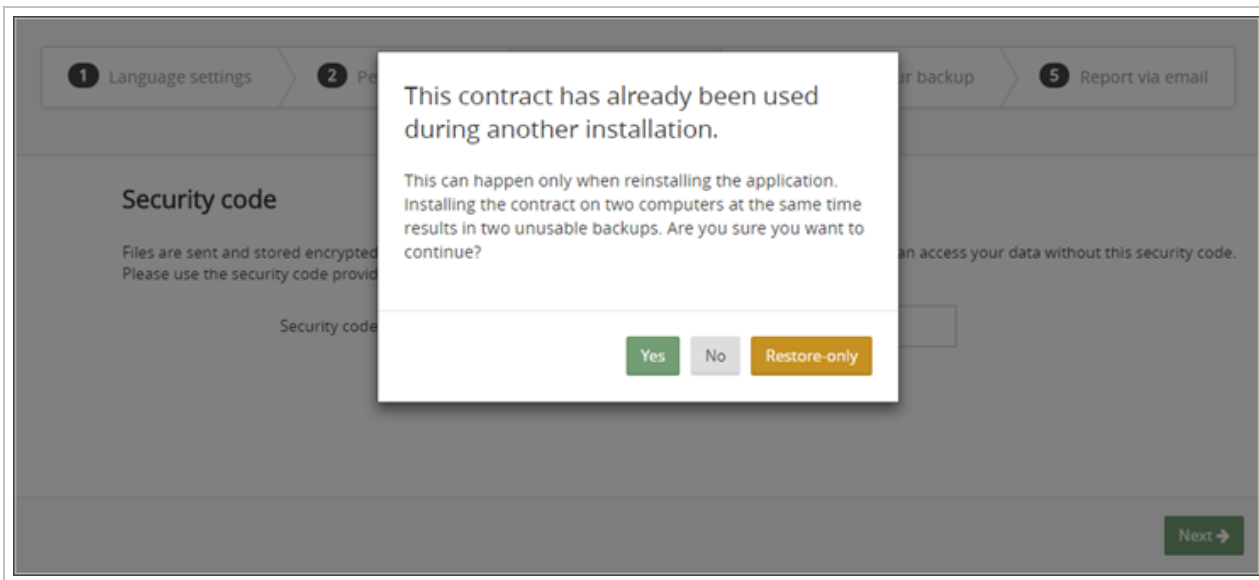 1 Language settings 2 Pe ur backup 5 Report via email
This contract has already been used
during another installation.
This can happen only when reinstalling the application.
Installing the contract on two computers at the same time
results in two unusable backups. Are you sure you want to
continue?
Security code
Files are sent and stored encrypted an access your data without this security code.
Please use the security code provid
Security code
Yes No Restore-only
Next